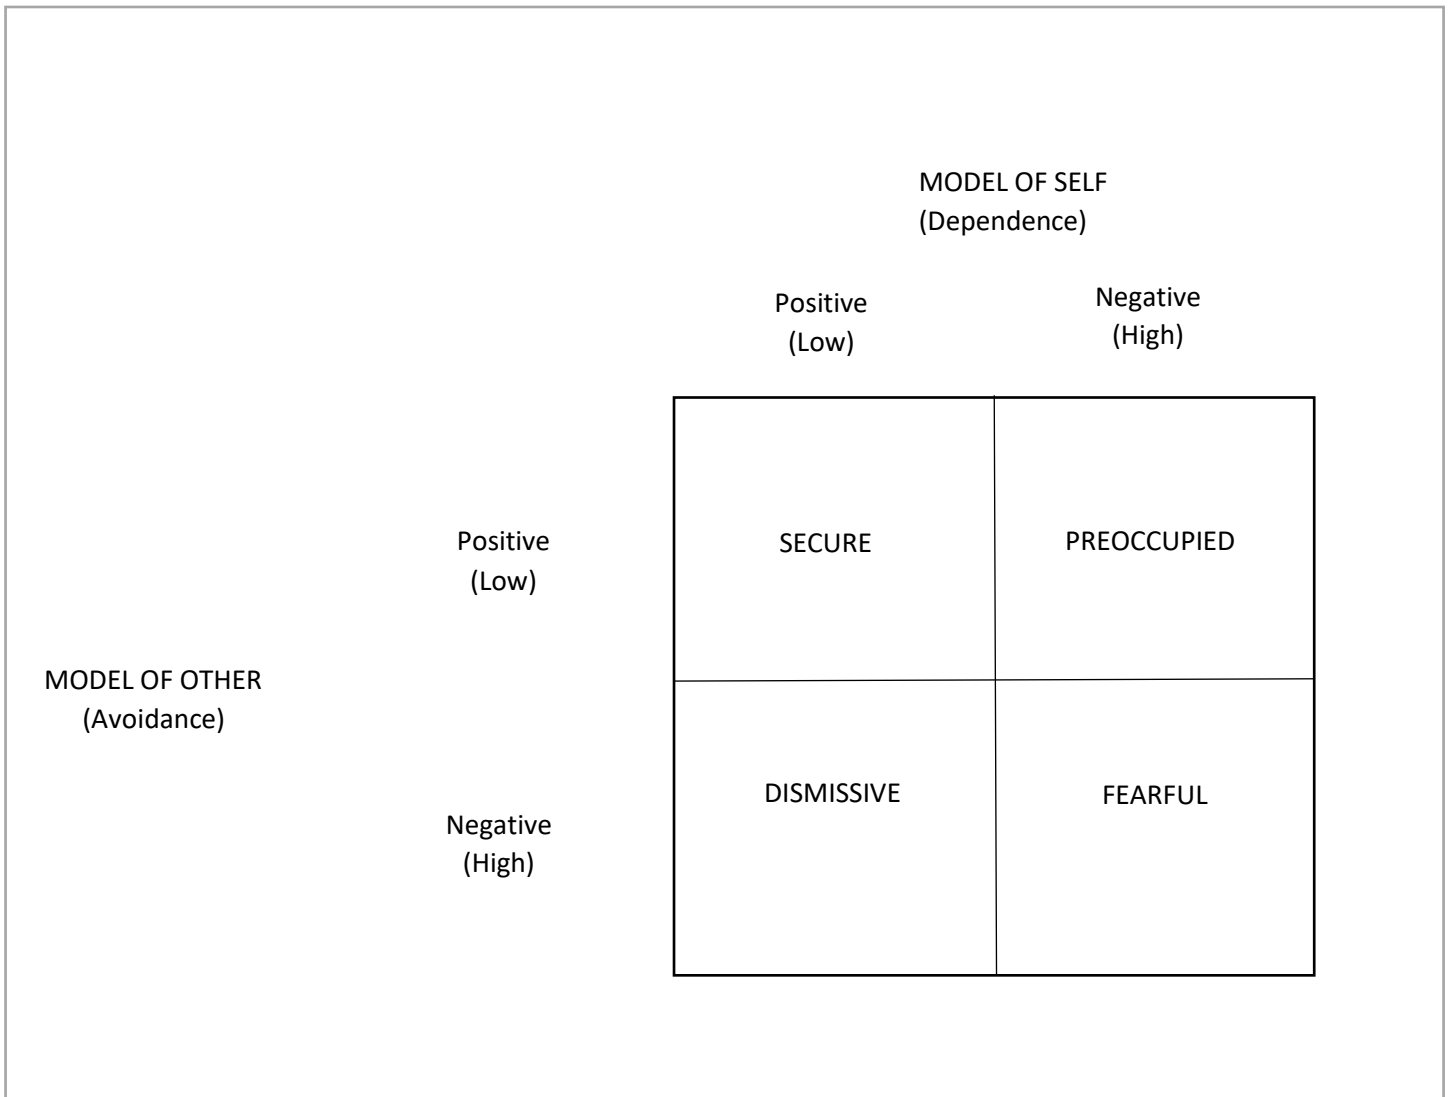 MODEL OF SELF
(Dependence)
Positive
(Low)
Negative
(High)
Positive
(Low)
SECURE
PREOCCUPIED
MODEL OF OTHER
(Avoidance)
DISMISSIVE
FEARFUL
Negative
(High)